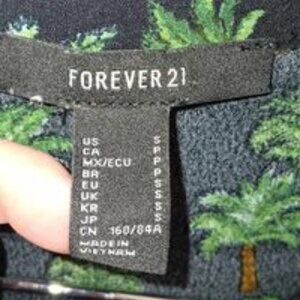 FOREVER 21
US S
CA P
MX/ECU P
BR P
EU S
UK S
KR S
JP S
CN 160/84A
MADE IN
VIETNAM